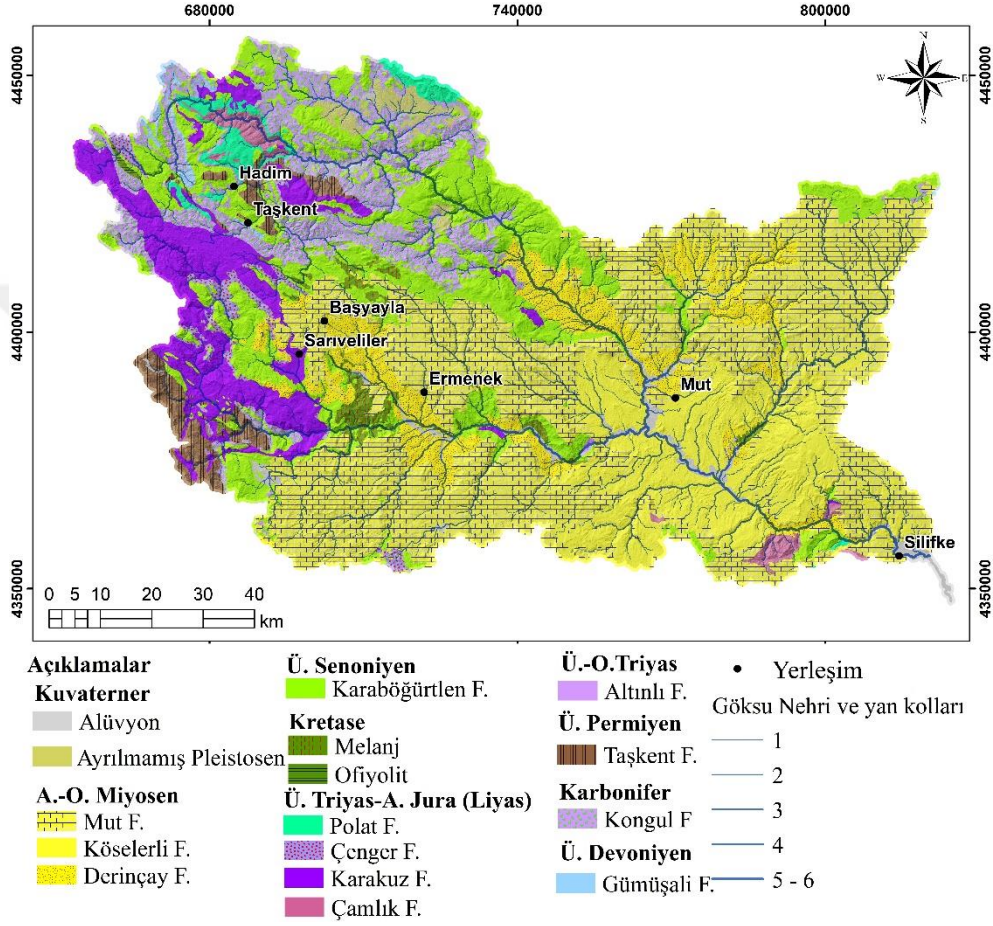 680000 740000 800000
4450000 4450000
N
W E
S
Hadim
Taşkent
Başyayla
4400000 4400000
Sarıveliler
Ermenek
Mut
Silifke
4350000 4350000
0 5 10 20 30 40
km
Açıklamalar
Kuvaterner
Alüvyon
Ayrılmamış Pleistosen
A.-O. Miyosen
Mut F.
Köselerli F.
Derinçay F.
Ü. Senoniyen
Karaböğürtlen F.
Kretase
Melanj
Ofiyolit
Ü. Triyas-A. Jura (Liyas)
Polat F.
Çenger F.
Karakuz F.
Çamlık F.
Ü.-O.Triyas
Altınlı F.
Ü. Permiyen
Taşkent F.
Karbonifer
Kongul F
Ü. Devoniyen
Gümüşali F.
Yerleşim
Göksu Nehri ve yan kolları
1
2
3
4
5 - 6